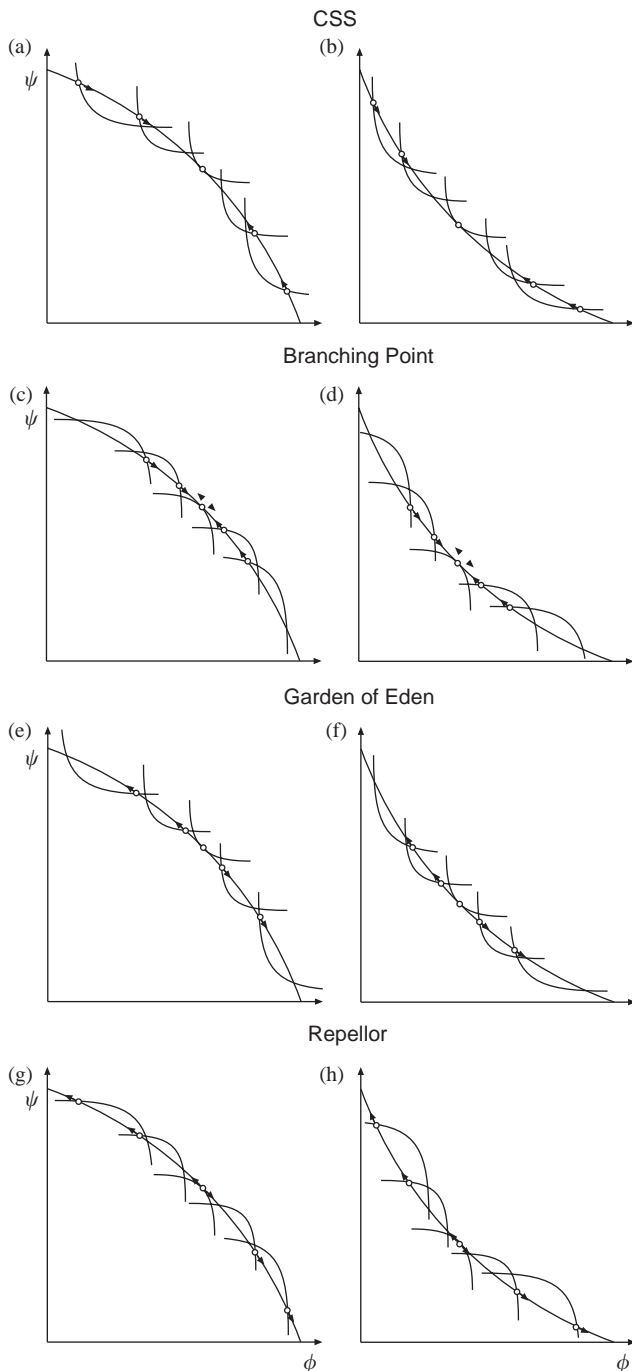 CSS
(a) (b)
ψ
Branching Point
(c) (d)
ψ
Garden of Eden
(e) (f)
ψ
Repellor
(g) (h)
ψ
ϕ ϕ